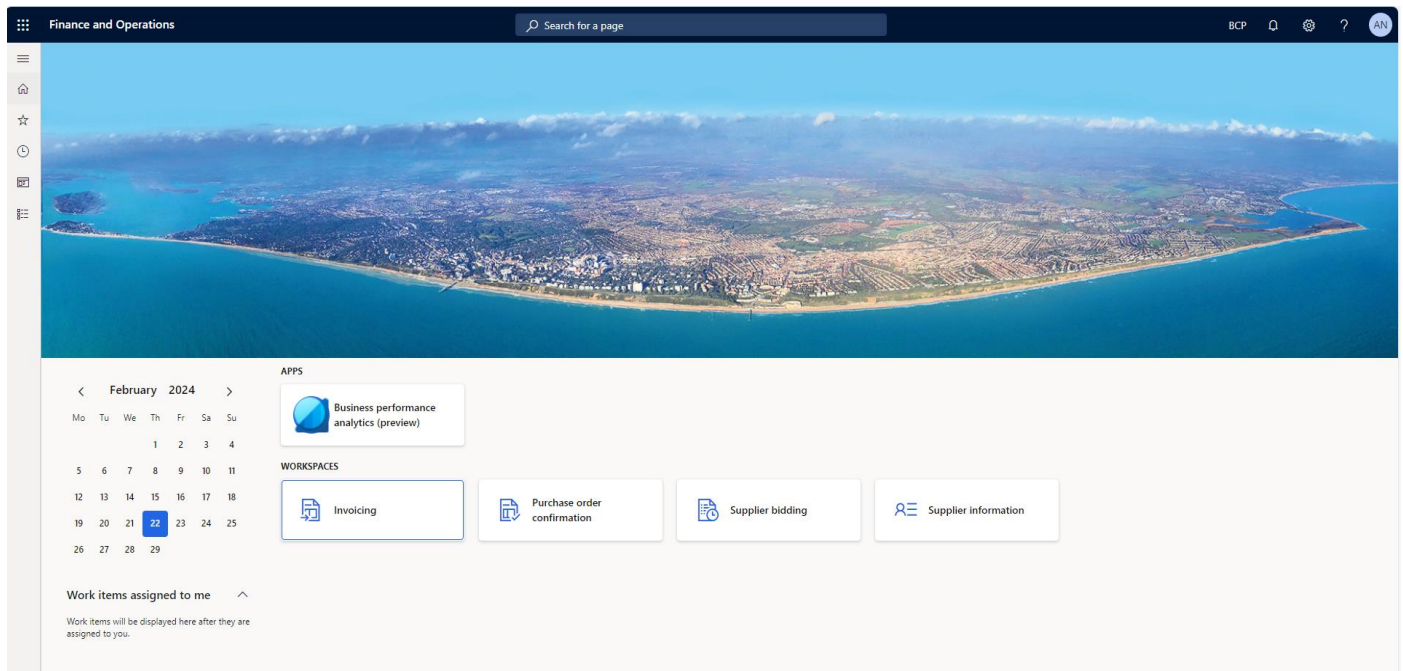 Finance and Operations
Search for a page
BCP
?
AN
February 2024
Mo Tu We Th Fr Sa Su
1 2 3 4
5 6 7 8 9 10 11
12 13 14 15 16 17 18
19 20 21 22 23 24 25
26 27 28 29
Work items assigned to me
Work items will be displayed here after they are
assigned to you.
APPS
Business performance
analytics (preview)
WORKSPACES
Invoicing
Purchase order
confirmation
Supplier bidding
Supplier information